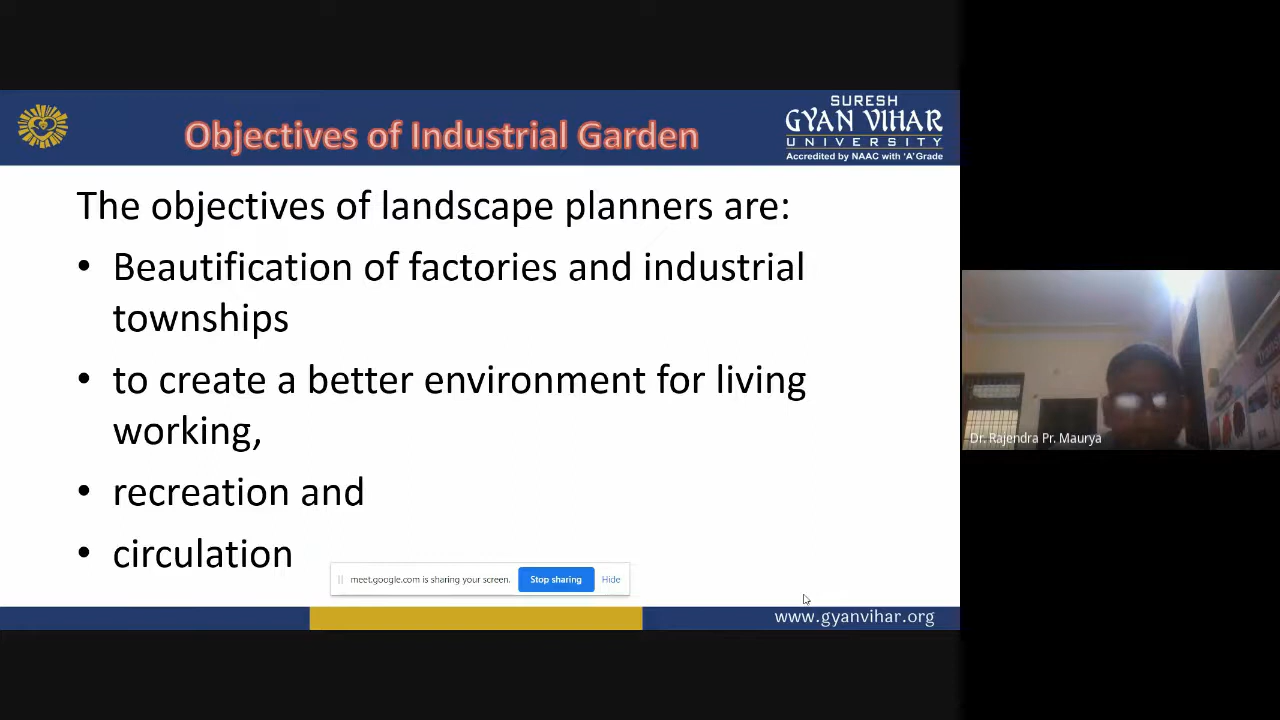 Objectives of Industrial Garden
SURESH
GYAN VIHAR
UNIVERSITY
Accredited by NAAC with 'A' Grade
The objectives of landscape planners are:
• Beautification of factories and industrial
townships
• to create a better environment for living
working,
• recreation and
• circulation
meet.google.com is sharing your screen.
Stop sharing
Hide
www.gyanvihar.org
Dr. Rajendra Pr. Maurya